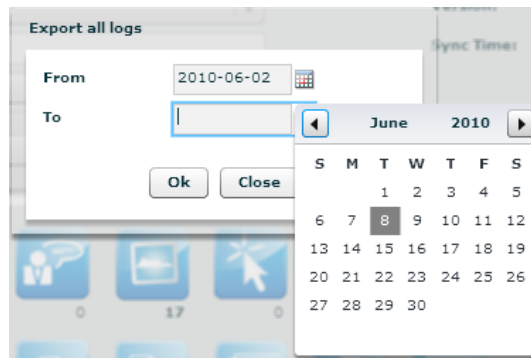 Version:
Export all logs
Sync Time:
From 2010-06-02
To
June 2010
S M T W T F S
1 2 3 4 5
6 7 8 9 10 11 12
13 14 15 16 17 18 19
20 21 22 23 24 25 26
27 28 29 30
Ok Close
0 17 0